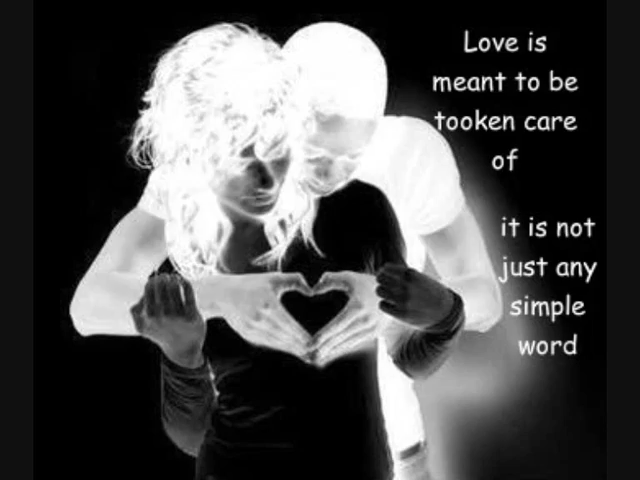 Love is
meant to be
tooken care
of
it is not
just any
simple
word